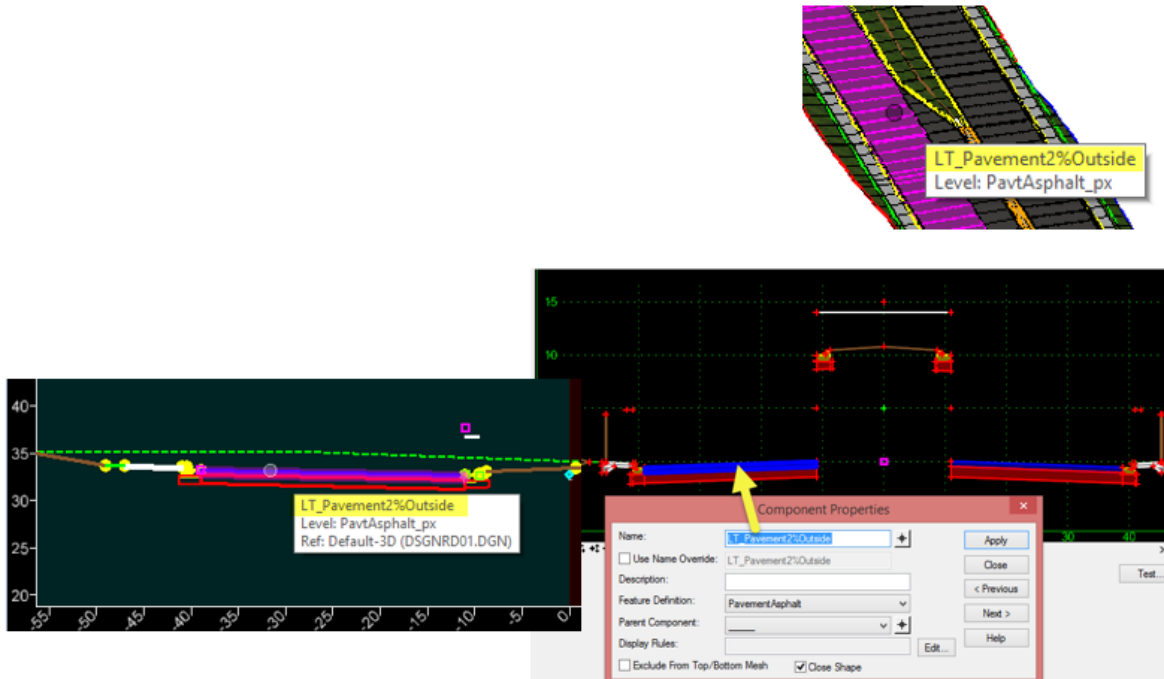 LT_Pavement2%Outside
Level: PavtAsphalt_px
15
10
40
35
30
25
20
-55
-50
-45
-40
-35
-30
-25
-20
-15
-10
-5
0
LT_Pavement2%Outside
Level: PavtAsphalt_px
Ref: Default-3D (DSGNRD01.DGN)
30
40
Test...
Component Properties
Name:
LT_Pavement2%Outside
Apply
Use Name Override:
LT_Pavement2%Outside
Close
Description:
< Previous
Feature Definition:
PavementAsphalt
Next >
Parent Component:
Help
Display Rules:
Edit...
Exclude From Top/Bottom Mesh
Close Shape